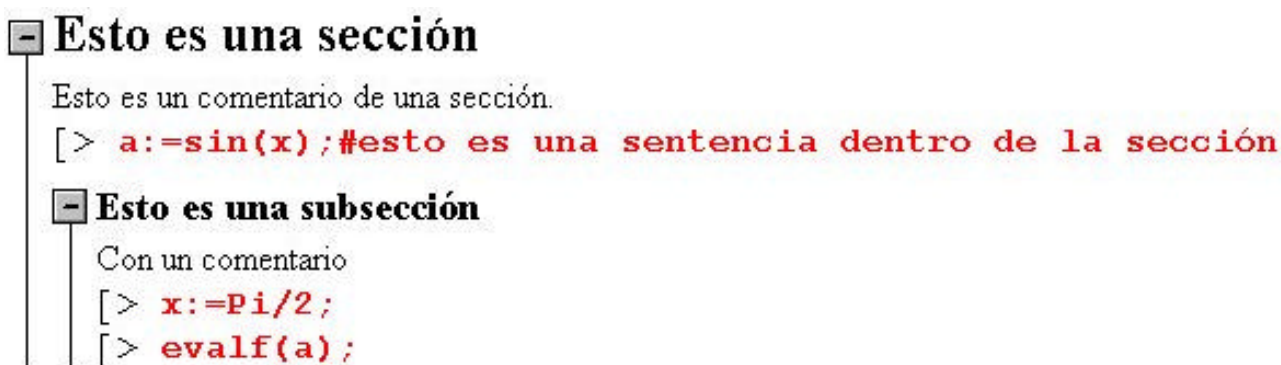 Esto es una sección
Esto es un comentario de una sección.
[> a:=sin(x);#esto es una sentencia dentro de la sección
Esto es una subsección
Con un comentario
[> x:=Pi/2;
[> evalf(a);